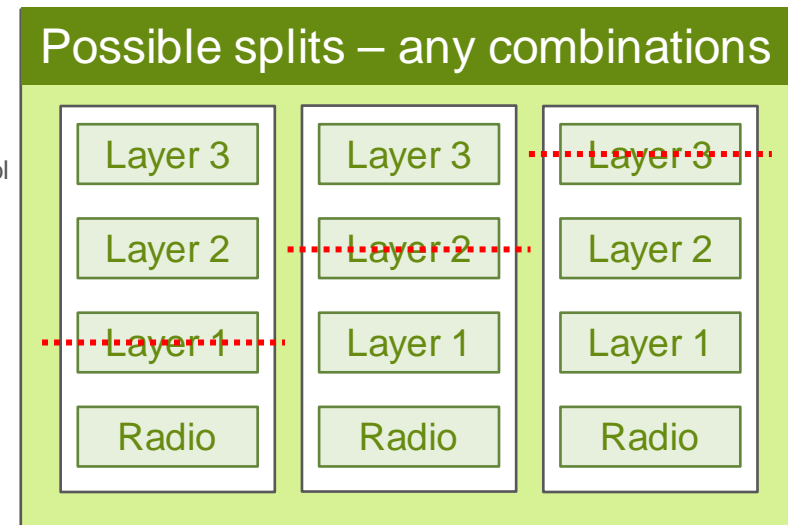 Possible splits – any combinations
Layer 3
Layer 2
Layer 1
Radio
Layer 3
Layer 2
Layer 1
Radio
Layer 3
Layer 2
Layer 1
Radio